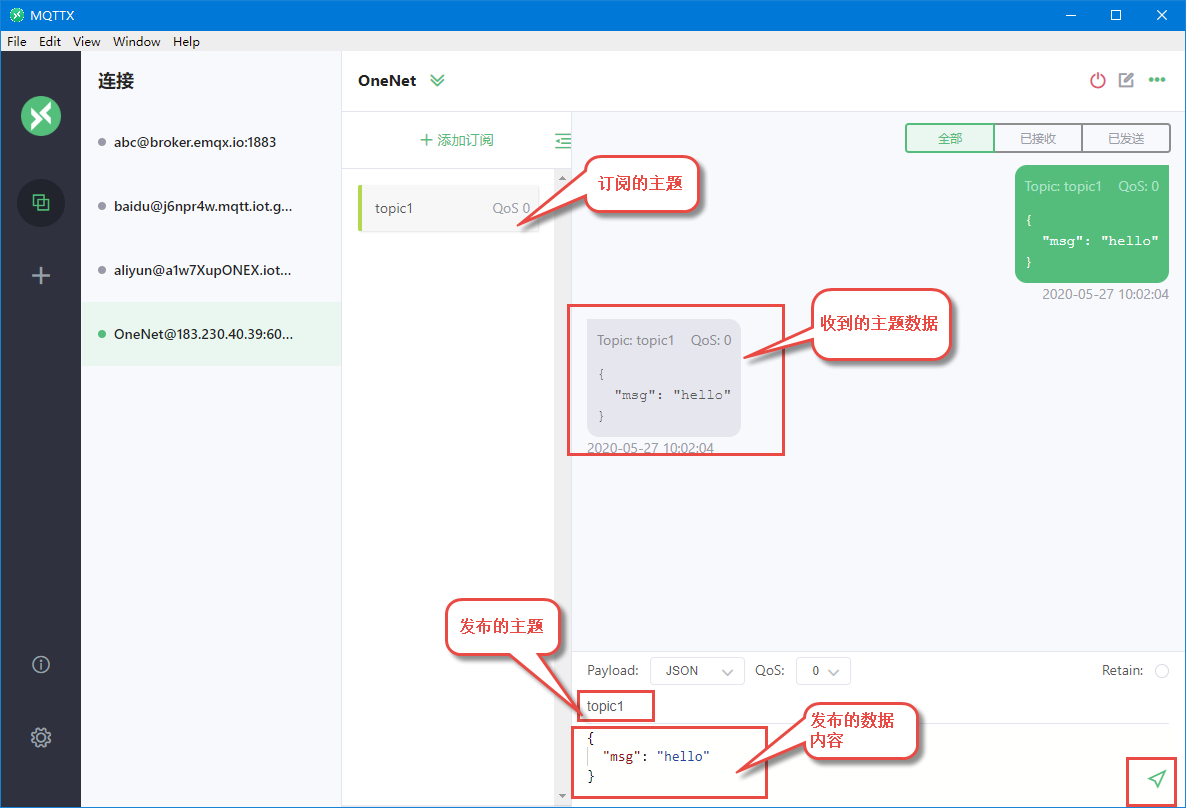 MQTTX
File Edit View Window Help
连接
abc@broker.emqx.io:1883
baidu@j6npr4w.mqtt.iot.g...
aliyun@a1w7XupONEX.iot...
OneNet@183.230.40.39:60...
OneNet
添加订阅
topic1 QoS 0
订阅的主题
全部 已接收 已发送
Topic: topic1 QoS: 0
{
"msg": "hello"
}
2020-05-27 10:02:04
Topic: topic1 QoS: 0
{
"msg": "hello"
}
2020-05-27 10:02:04
收到的主题数据
发布的主题
Payload: JSON QoS: 0 Retain:
topic1
{
"msg": "hello"
}
发布的数据
内容